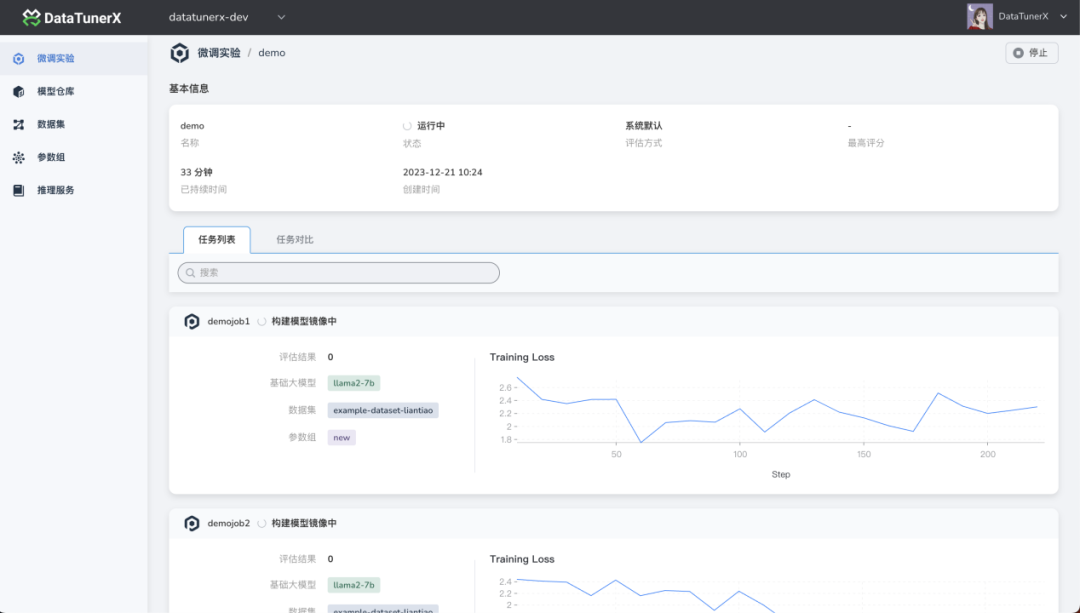 DataTunerX
datatunerx-dev
DataTunerX
微调实验
模型仓库
数据集
参数组
推理服务
微调实验 / demo
停止
基本信息
demo
名称
运行中
状态
系统默认
评估方式
-
最高评分
33 分钟
已持续时间
2023-12-21 10:24
创建时间
任务列表
任务对比
搜索
demojob1 构建模型镜像中
评估结果 0
基础大模型 llama2-7b
数据集 example-dataset-liantiao
参数组 new
Training Loss
2.6
2.4
2.2
2
1.8
50 100 150 200
Step
demojob2 构建模型镜像中
评估结果 0
基础大模型 llama2-7b
数据集 example-dataset-liantiao
Training Loss
2.4
2.2
2